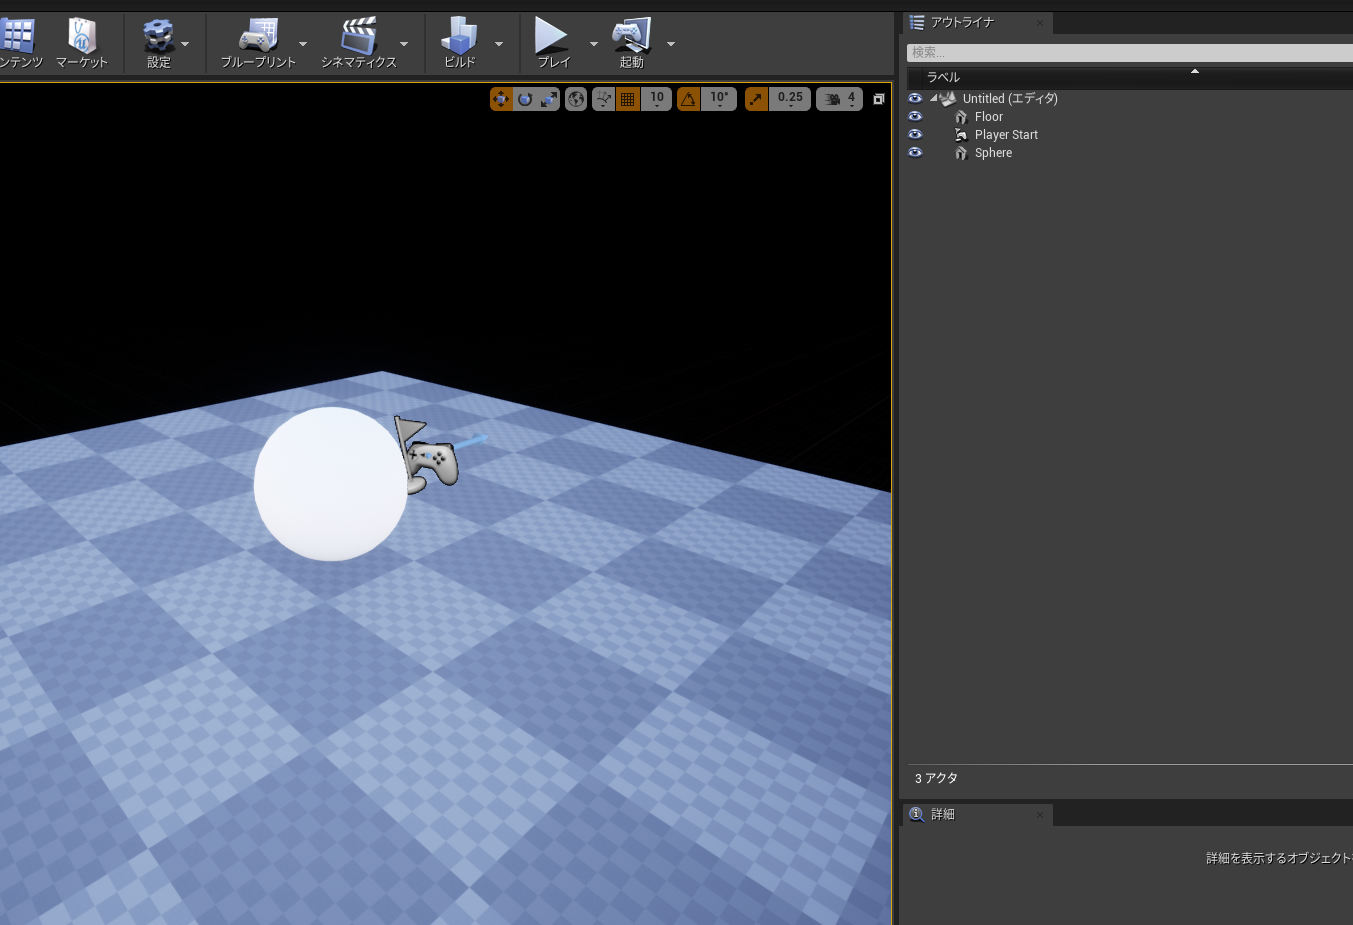 ンテンツ マーケット 設定 ブループリント シネマティクス ビルド プレイ 起動
10 10° 0.25 4
アウトライナ
検索...
ラベル
Untitled (エディタ)
Floor
Player Start
Sphere
3 アクタ
詳細
詳細を表示するオブジェクト